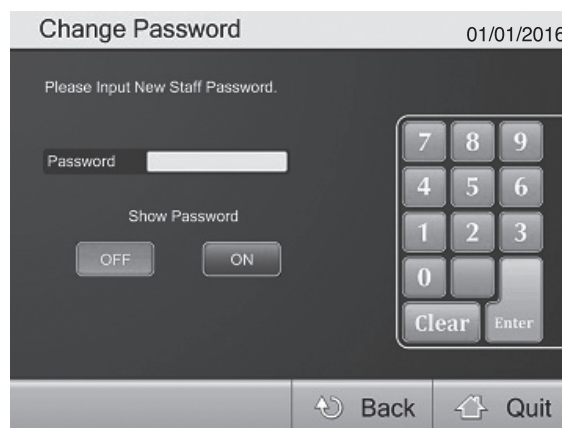 Change Password
01/01/2016
Please Input New Staff Password.
Password
Show Password
OFF ON
7 8 9
4 5 6
1 2 3
0
Clear Enter
Back Quit